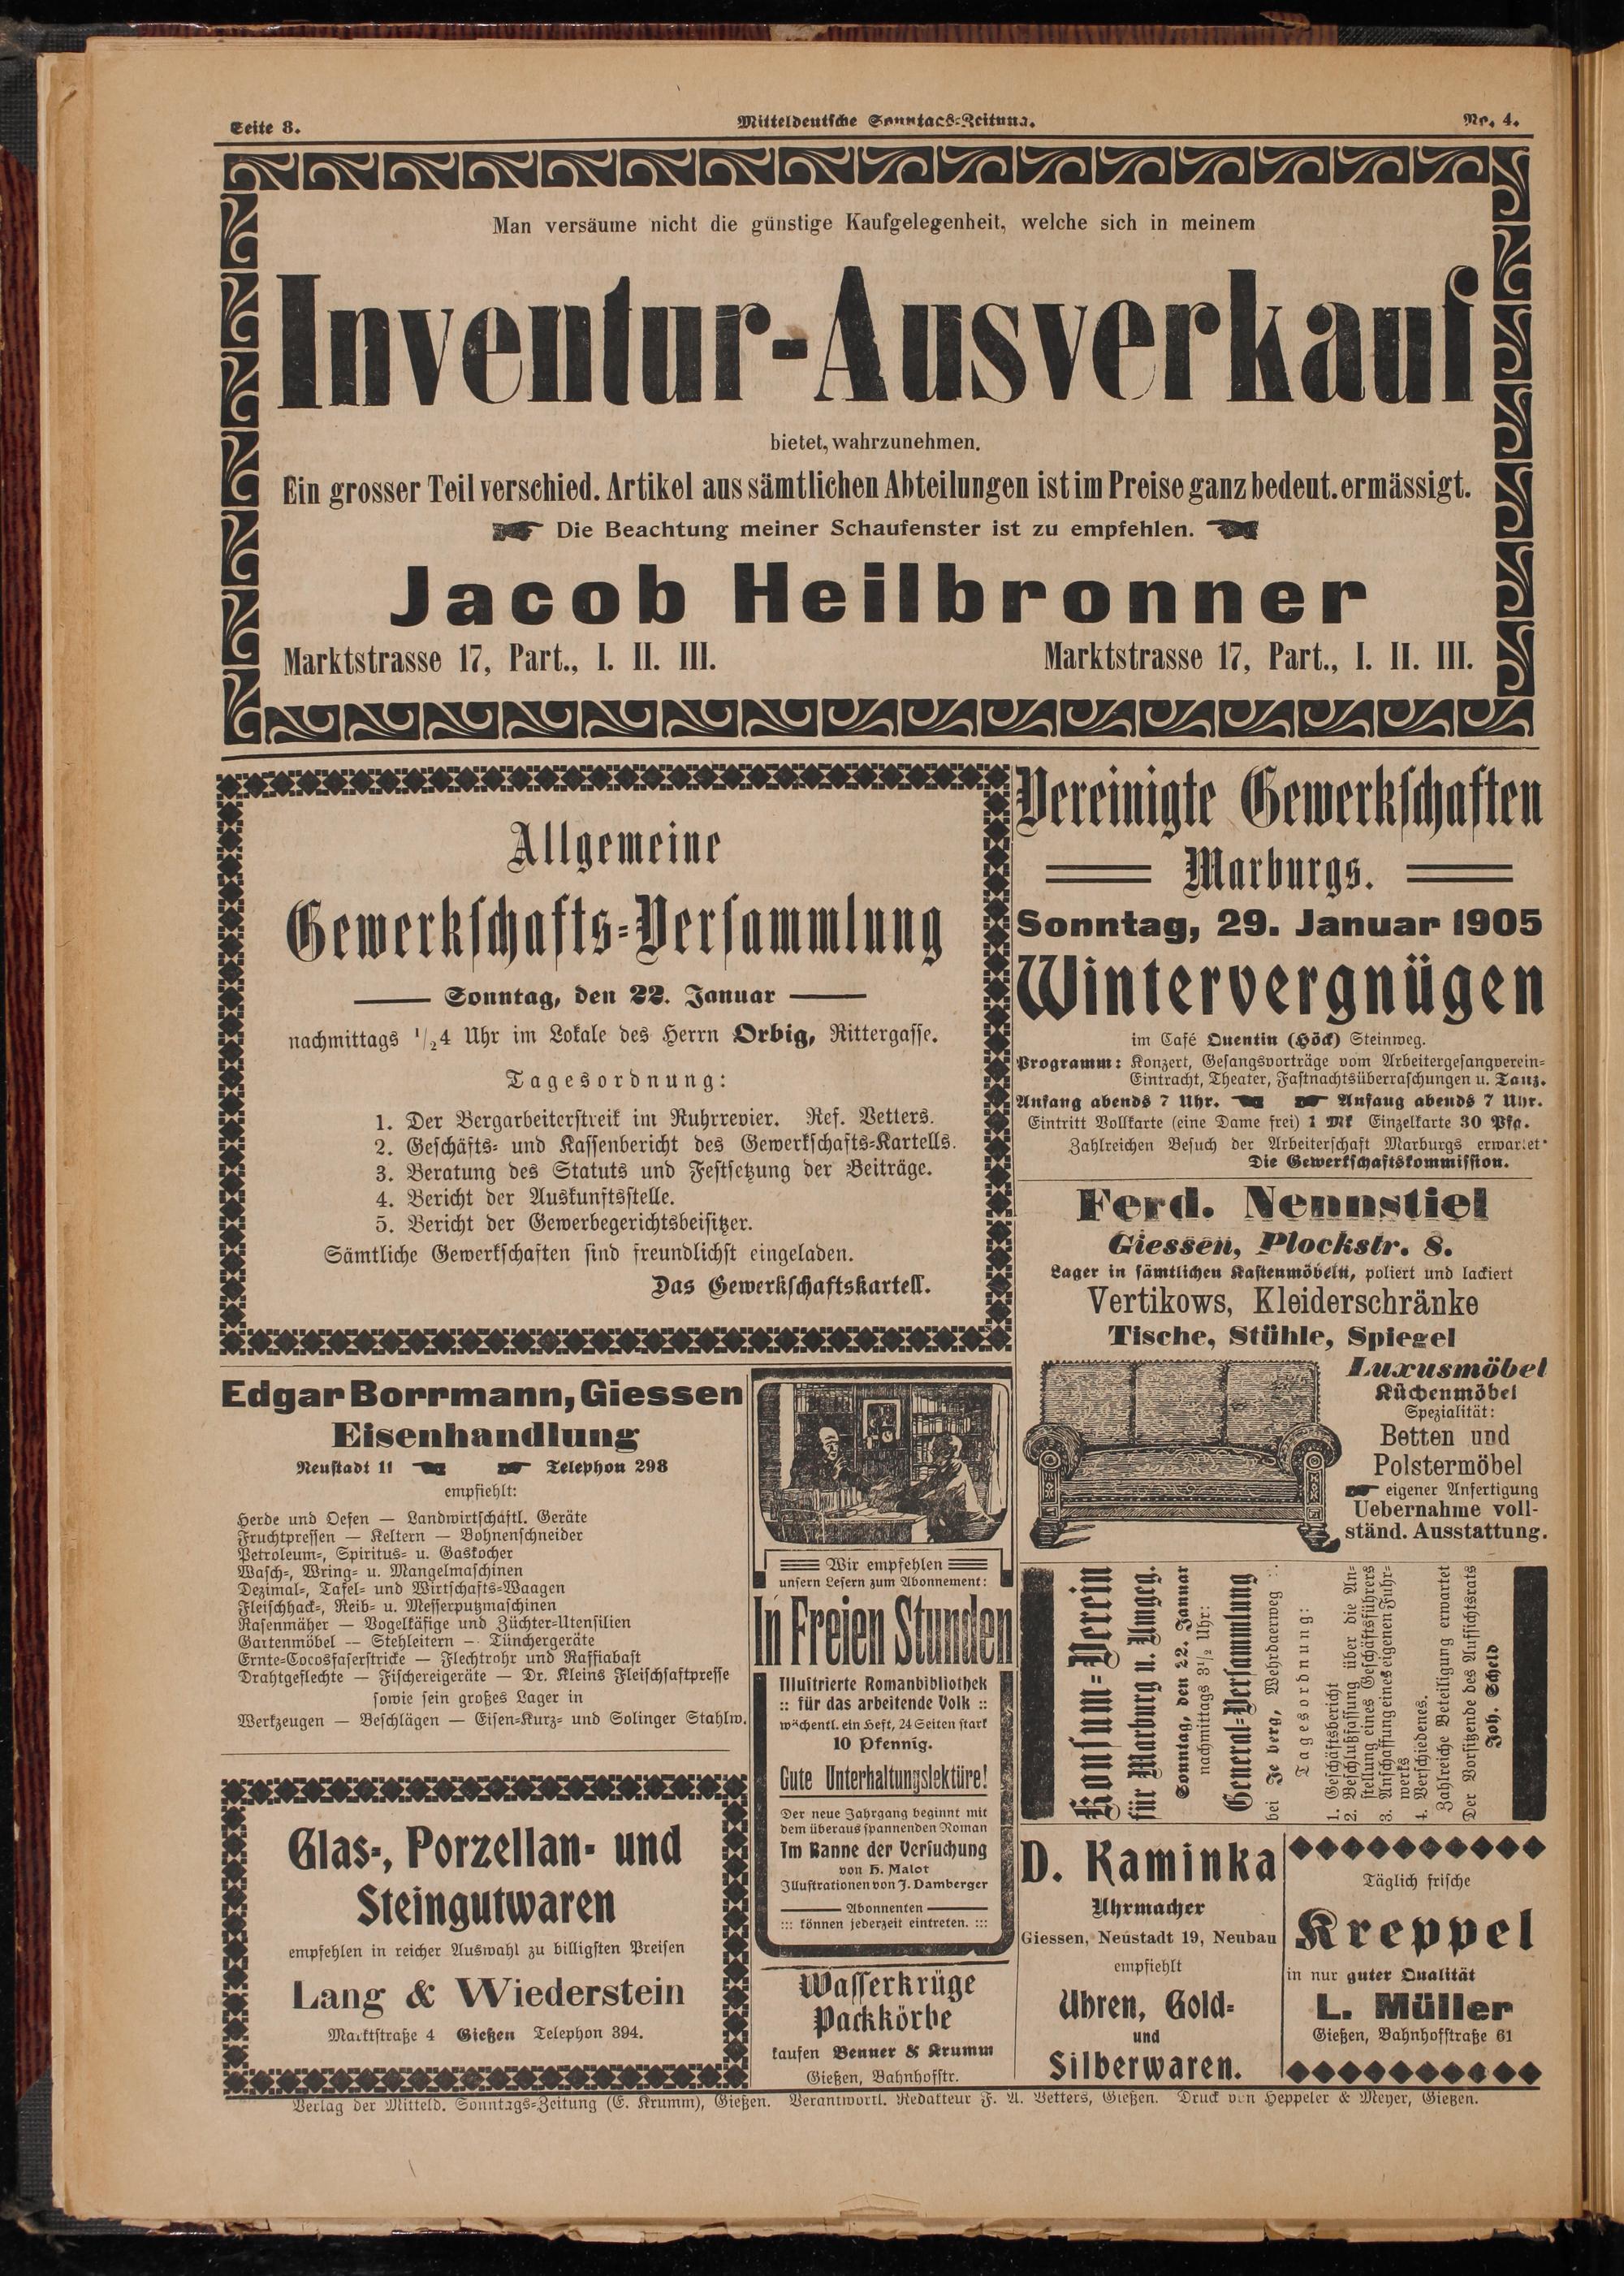 Seite 8.
Mitteldeutsche Sonntags-Zeitung.
Nr. 4.
Man versäume nicht die günstige Kaufgelegenheit, welche sich in meinem
Inventur-Ausverkauf
bietet, wahrzunehmen.
Ein grosser Teil verschied. Artikel aus sämtlichen Abteilungen ist im Preise ganz bedeut. ermässigt.
Die Beachtung meiner Schaufenster ist zu empfehlen.
Jacob Heilbronner
Marktstrasse 17, Part., I. II. III.
Marktstrasse 17, Part., I. II. III.
Allgemeine
Gewerkschafts-Versammlung
Sonntag, den 22. Januar
nachmittags 1/2 4 Uhr im Lokale des Herrn Orbig, Rittergasse.
Tagesordnung:
1. Der Bergarbeiterstreik im Ruhrrevier. Ref. Vetters.
2. Geschäfts- und Kassenbericht des Gewerkschafts-Kartells.
3. Beratung des Statuts und Festsetzung der Beiträge.
4. Bericht der Auskunftsstelle.
5. Bericht der Gewerbegerichtsbeisitzer.
Sämtliche Gewerkschaften sind freundlichst eingeladen.
Das Gewerkschaftskartell.
Vereinigte Gewerkschaften
Marburgs.
Sonntag, 29. Januar 1905
Wintervergnügen
im Café Quentin (Höck) Steinweg.
Programm: Konzert, Gesangsvorträge vom Arbeitergesangverein-
Eintracht, Theater, Fastnachtsüberraschungen u. Tanz.
Anfang abends 7 Uhr. Anfang abends 7 Uhr.
Eintritt Vollkarte (eine Dame frei) 1 Mk Einzelkarte 30 Pfg.
Zahlreichen Besuch der Arbeiterschaft Marburgs erwartet
Die Gewerkschaftskommission.
Ferd. Nennstiel
Giessen, Plockstr. 8.
Lager in sämtlichen Kastenmöbeln, poliert und lackiert
Vertikows, Kleiderschränke
Tische, Stühle, Spiegel
Luxusmöbel
Küchenmöbel
Spezialität:
Betten und
Polstermöbel
eigener Anfertigung
Uebernahme voll-
ständ. Ausstattung.
Edgar Borrmann, Giessen
Eisenhandlung
Neustadt 11 Telephon 298
empfiehlt:
Herde und Oefen — Landwirtschäftl. Geräte
Fruchtpressen — Keltern — Bohnenschneider
Petroleum-, Spiritus- u. Gaskocher
Wasch-, Wring- u. Mangelmaschinen
Dezimal-, Tafel- und Wirtschafts-Waagen
Fleischhack-, Reib- u. Messerputzmaschinen
Rasenmäher — Vogelkäfige und Züchter-Utensilien
Gartenmöbel — Stehleitern — Tünchergeräte
Ernte-Cocosfaserstricke — Flechtrohr und Raffiabast
Drahtgeflechte — Fischereigeräte — Dr. Kleins Fleischsaftpresse
sowie sein großes Lager in
Werkzeugen — Beschlägen — Eisen-Kurz- und Solinger Stahlw.
Wir empfehlen
unsern Lesern zum Abonnement:
In Freien Stunden
Illustrierte Romanbibliothek
:: für das arbeitende Volk ::
wöchentl. ein Heft, 24 Seiten stark
10 Pfennig.
Gute Unterhaltungslektüre!
Der neue Jahrgang beginnt mit
dem überaus spannenden Roman
Im Banne der Versuchung
von H. Malot
Illustrationen von J. Damberger
Abonnenten
::: können jederzeit eintreten. :::
Konsum-Verein
für Marburg u. Umgeg.
Sonntag, den 22. Januar
nachmittags 3 1/2 Uhr:
General-Versammlung
bei berg, Wehrdaerweg ::
Tagesordnung:
1. Geschäftsbericht
2. Beschlußfassung über die An-
stellung eines Geschäftsführers
3. Anschaffung eines eigenen Fuhr-
werks
4. Verschiedenes.
Zahlreiche Beteiligung erwartet
Der Vorsitzende des Aufsichtsrats
Joh. Scheld
Glas-, Porzellan- und
Steingutwaren
empfehlen in reicher Auswahl zu billigsten Preisen
Lang & Wiederstein
Marktstraße 4 Gießen Telephon 394.
Wasserkrüge
Packkörbe
kaufen Benner & Krumm
Gießen, Bahnhofstr.
D. Kaminka
Uhrmacher
Giessen, Neustadt 19, Neubau
empfiehlt
Uhren, Gold-
und
Silberwaren.
Täglich frische
Kreppel
in nur guter Qualität
L. Müller
Gießen, Bahnhofstraße 61
Verlag der Mitteld. Sonntags-Zeitung (E. Krumm), Gießen. Verantwortl. Redakteur F. A. Vetters, Gießen. Druck von Heppeler & Meyer, Gießen.